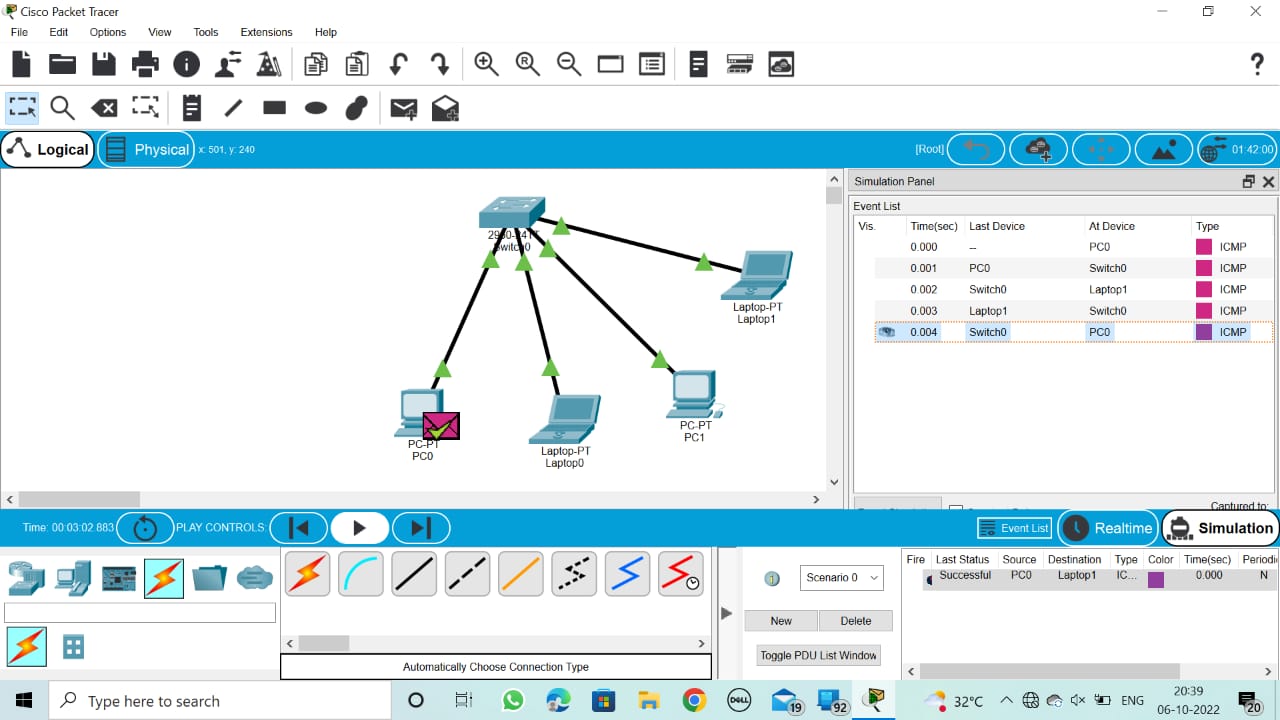 Cisco Packet Tracer
File Edit Options View Tools Extensions Help
Logical Physical x: 501, y: 240 [Root] 01:42:00
Simulation Panel
Event List
Vis. Time(sec) Last Device At Device Type
0.000 -- PC0 ICMP
0.001 PC0 Switch0 ICMP
0.002 Switch0 Laptop1 ICMP
0.003 Laptop1 Switch0 ICMP
0.004 Switch0 PC0 ICMP
Switch0
Laptop-PT
Laptop1
PC-PT
PC0
Laptop-PT
Laptop0
PC-PT
PC1
Captured to:
Time: 00:03:02.883 PLAY CONTROLS: Event List Realtime Simulation
Scenario 0
New Delete
Toggle PDU List Window
Fire Last Status Source Destination Type Color Time(sec) Periodi
Successful PC0 Laptop1 IC... 0.000 N
Automatically Choose Connection Type
Type here to search
DELL
19
92
32°C
ENG
20:39
06-10-2022
20